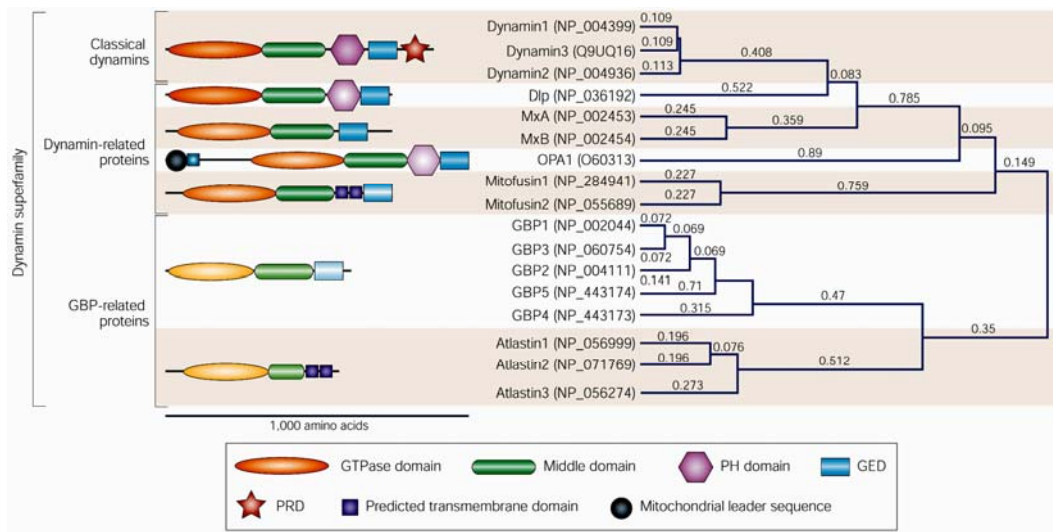 Dynamin superfamily
Classical
dynamins
Dynamin-related
proteins
GBP-related
proteins
1,000 amino acids
Dynamin1 (NP_004399)
Dynamin3 (Q9UQ16)
Dynamin2 (NP_004936)
Dlp (NP_036192)
MxA (NP_002453)
MxB (NP_002454)
OPA1 (O60313)
Mitofusin1 (NP_284941)
Mitofusin2 (NP_055689)
GBP1 (NP_002044)
GBP3 (NP_060754)
GBP2 (NP_004111)
GBP5 (NP_443174)
GBP4 (NP_443173)
Atlastin1 (NP_056999)
Atlastin2 (NP_071769)
Atlastin3 (NP_056274)
0.109
0.109
0.408
0.113
0.083
0.522
0.785
0.245
0.359
0.245
0.095
0.89
0.149
0.227
0.759
0.227
0.072
0.069
0.072
0.069
0.141
0.71
0.315
0.47
0.35
0.196
0.076
0.196
0.512
0.273
GTPase domain
Middle domain
PH domain
GED
PRD
Predicted transmembrane domain
Mitochondrial leader sequence